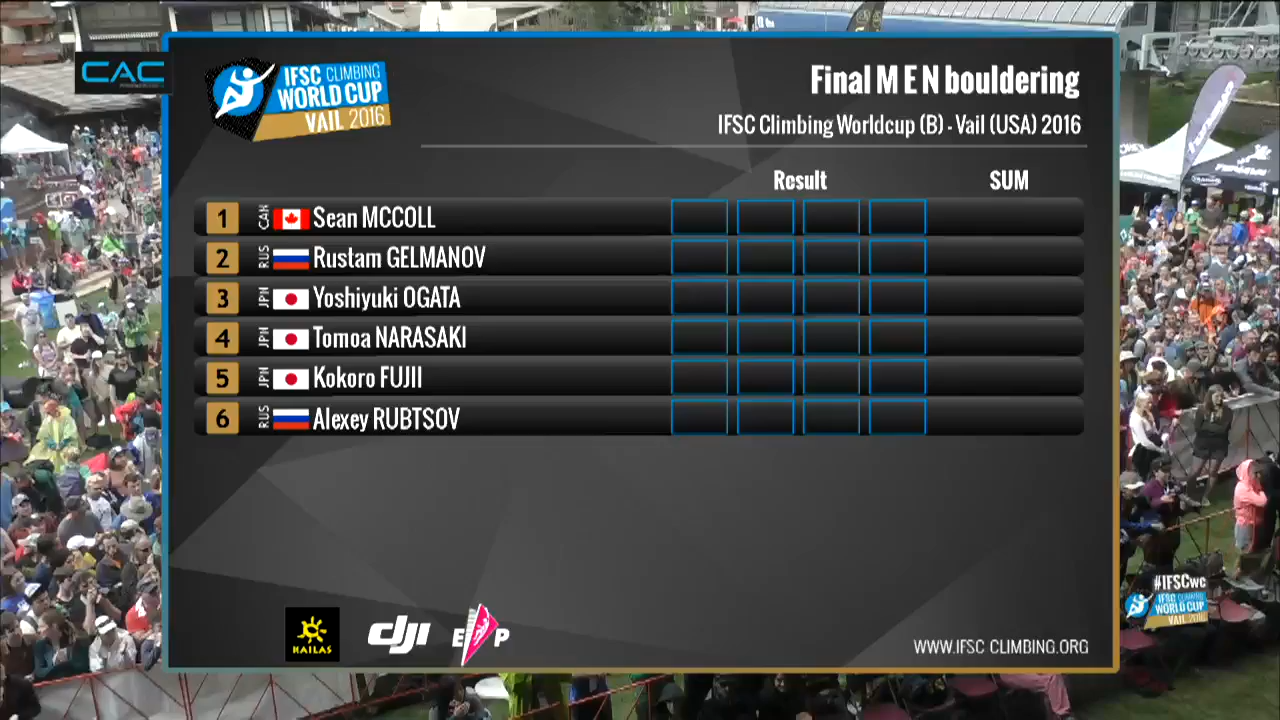 CAC
IFSC CLIMBING
WORLD CUP
VAIL 2016
Final M E N bouldering
IFSC Climbing Worldcup (B) - Vail (USA) 2016
Result SUM
1 CAN Sean MCCOLL
2 RUS Rustam GELMANOV
3 JPN Yoshiyuki OGATA
4 JPN Tomoa NARASAKI
5 JPN Kokoro FUJII
6 RUS Alexey RUBTSOV
HAILAS
dji
E P
WWW.IFSC CLIMBING.ORG
#IFSCwc
IFSC CLIMBING
WORLD CUP
VAIL 2016